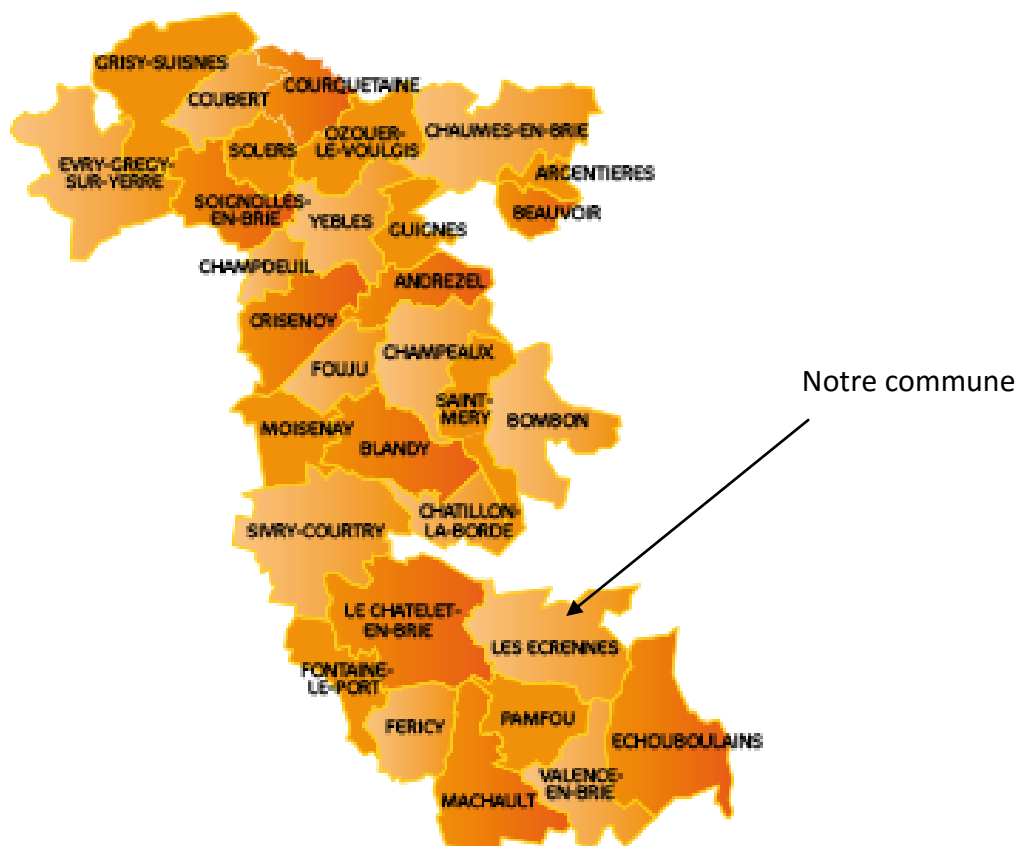 GRISY-SUISNES
COUBERT
COURQUETAINE
OZOUER-
LE-VOULGIS
CHAUMES-EN-BRIE
SOLERS
EVRY-GREGY-
SUR-YERRE
ARGENTIERES
SOIGNOLLES-
EN-BRIE
YEBLES
BEAUVOIR
GUIGNES
CHAMPDEUIL
ANDREZEL
CRISENOY
CHAMPEAUX
FOUJU
Notre commune
SAINT-
MERY
BOMBON
MOISENAY
BLANDY
CHATILLON-
LA-BORDE
SIVRY-COURTRY
LE CHATELET-
EN-BRIE
LES ECRENNES
FONTAINE-
LE-PORT
FERICY
PAMFOU
ECHOUBOULAINS
VALENCE-
EN-BRIE
MACHAULT